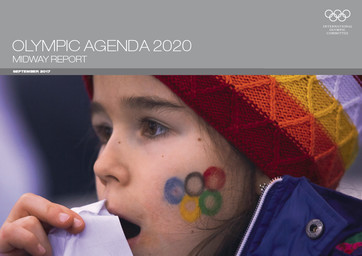 OLYMPIC AGENDA 2020
MIDWAY REPORT
SEPTEMBER 2017
INTERNATIONAL
OLYMPIC
COMMITTEE